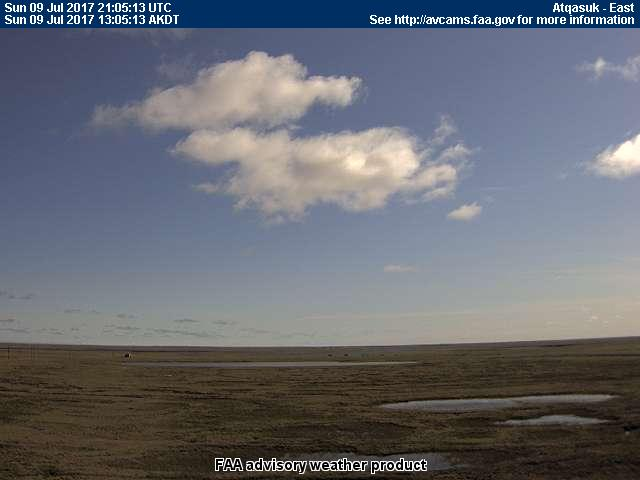 Sun 09 Jul 2017 21:05:13 UTC Atqasuk - East
Sun 09 Jul 2017 13:05:13 AKDT See http://avcams.faa.gov for more information
FAA advisory weather product